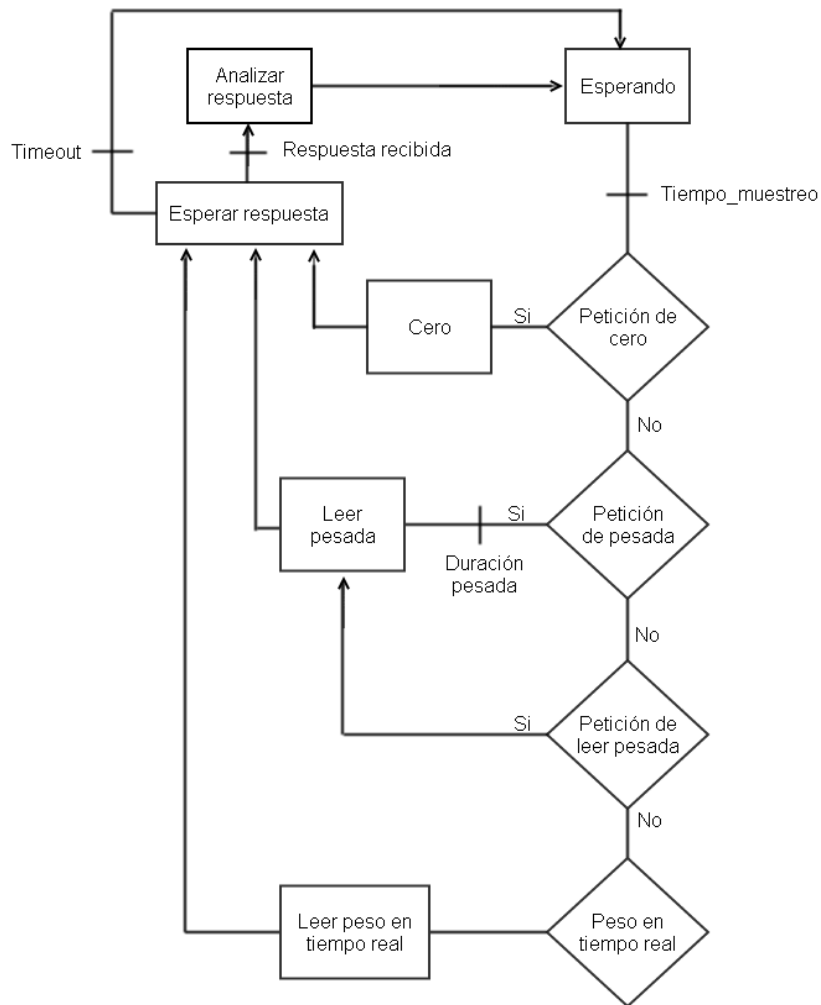 Analizar
respuesta
Esperando
Timeout
Respuesta recibida
Esperar respuesta
Tiempo_muestreo
Cero
Si
Petición de
cero
No
Leer
pesada
Si
Duración
pesada
Petición
de pesada
No
Si
Petición de
leer pesada
No
Leer peso en
tiempo real
Peso en
tiempo real